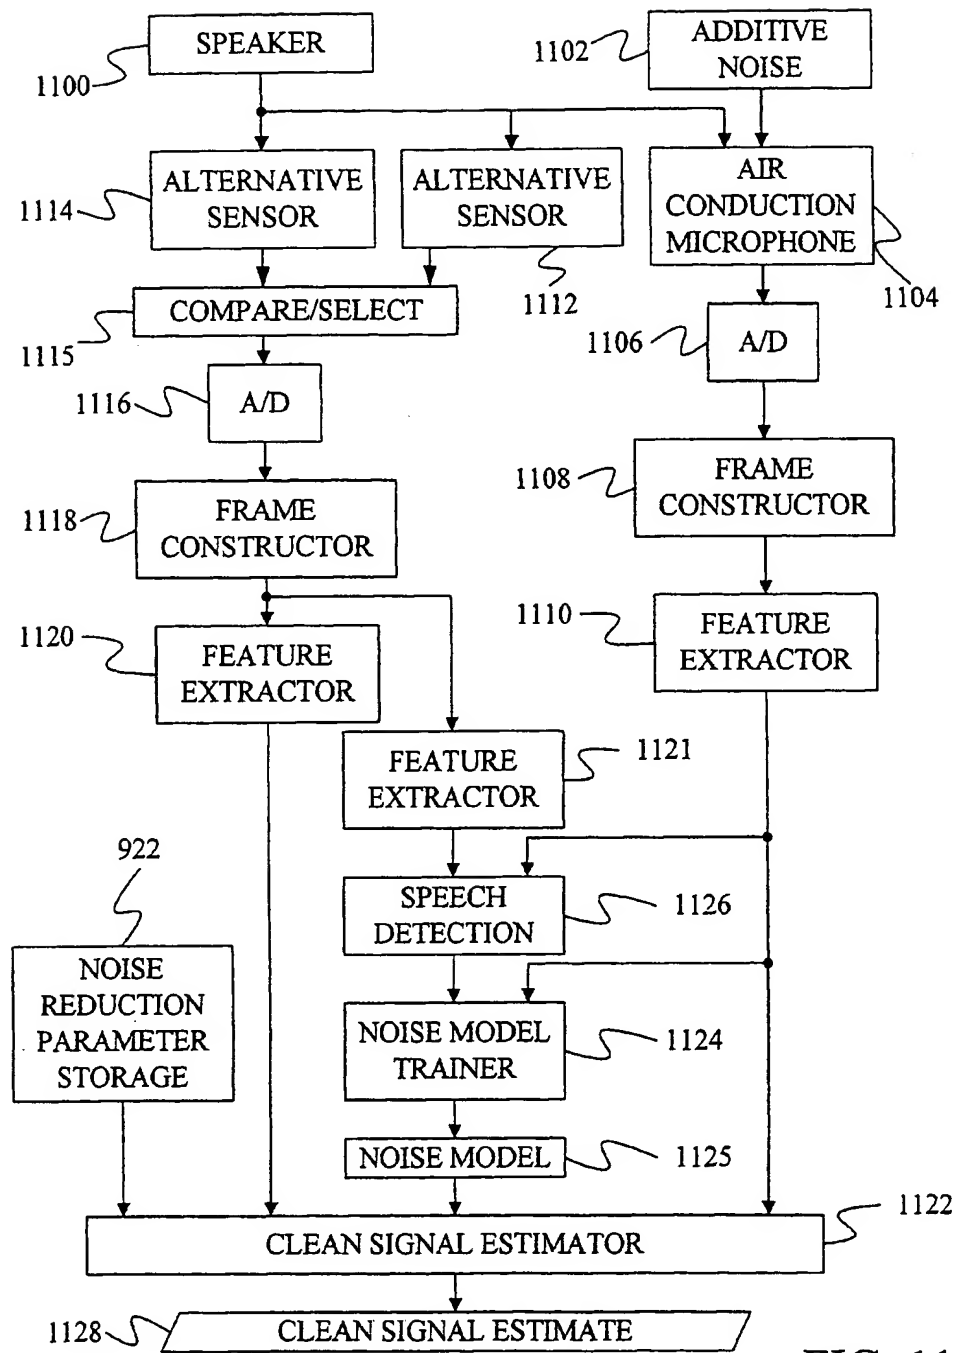 SPEAKER
1100
1102
ADDITIVE
NOISE
1114
ALTERNATIVE
SENSOR
ALTERNATIVE
SENSOR
1112
AIR
CONDUCTION
MICROPHONE
1104
COMPARE/SELECT
1115
1106
A/D
1116
A/D
1108
FRAME
CONSTRUCTOR
1118
FRAME
CONSTRUCTOR
1110
FEATURE
EXTRACTOR
1120
FEATURE
EXTRACTOR
FEATURE
EXTRACTOR
1121
922
SPEECH
DETECTION
1126
NOISE
REDUCTION
PARAMETER
STORAGE
NOISE MODEL
TRAINER
1124
NOISE MODEL
1125
CLEAN SIGNAL ESTIMATOR
1122
CLEAN SIGNAL ESTIMATE
1128